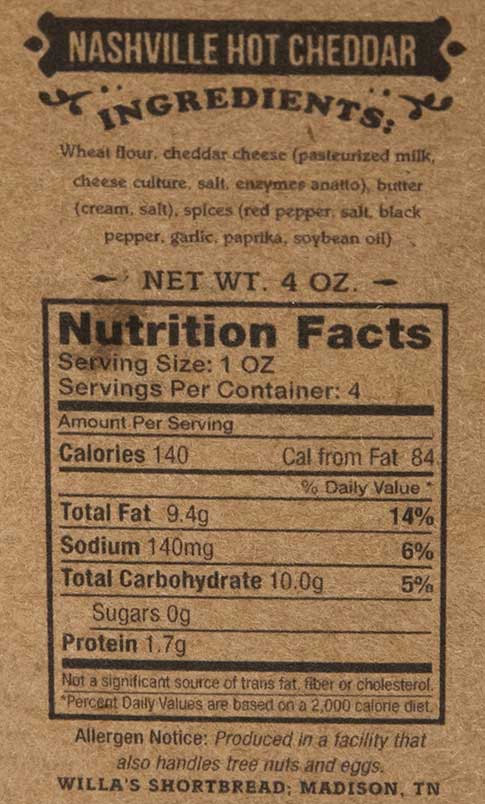 NASHVILLE HOT CHEDDAR
INGREDIENTS:
Wheat flour, cheddar cheese (pasteurized milk,
cheese culture, salt, enzymes anatto), butter
(cream, salt), spices (red pepper, salt, black
pepper, garlic, paprika, soybean oil)
NET WT. 4 OZ.
Nutrition Facts
Serving Size: 1 OZ
Servings Per Container: 4
Amount Per Serving
Calories 140 Cal from Fat 84
% Daily Value *
Total Fat 9.4g 14%
Sodium 140mg 6%
Total Carbohydrate 10.0g 5%
Sugars 0g
Protein 1.7g
Not a significant source of trans fat, fiber or cholesterol.
*Percent Daily Values are based on a 2,000 calorie diet.
Allergen Notice: Produced in a facility that
also handles tree nuts and eggs.
WILLA'S SHORTBREAD; MADISON, TN